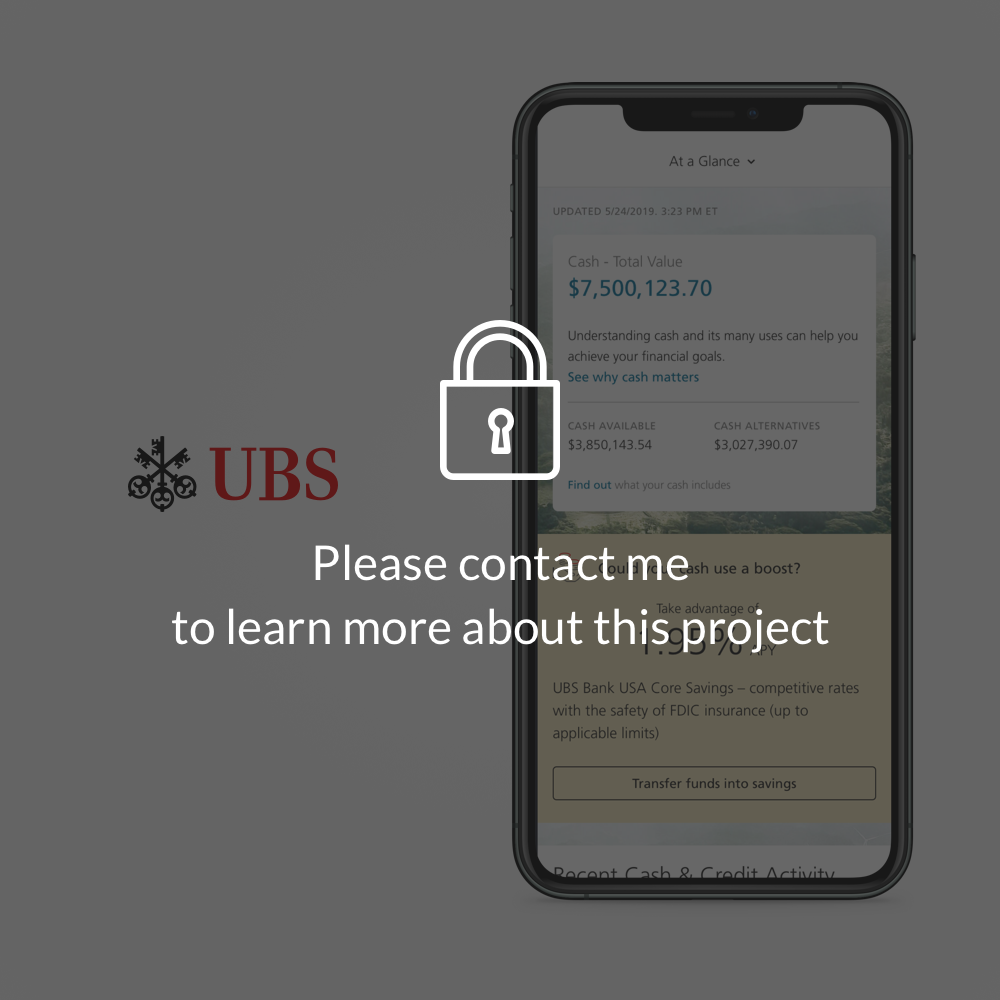 At a Glance
UPDATED 5/24/2019. 3:23 PM ET
Cash - Total Value
$7,500,123.70
Understanding cash and its many uses can help you
achieve your financial goals.
See why cash matters
CASH AVAILABLE CASH ALTERNATIVES
$3,850,143.54 $3,027,390.07
Find out what your cash includes
UBS
Please contact me
to learn more about this project
Could your cash use a boost?
Take advantage of
1.95% APY
UBS Bank USA Core Savings – competitive rates
with the safety of FDIC insurance (up to
applicable limits)
Transfer funds into savings
Recent Cash & Credit Activity